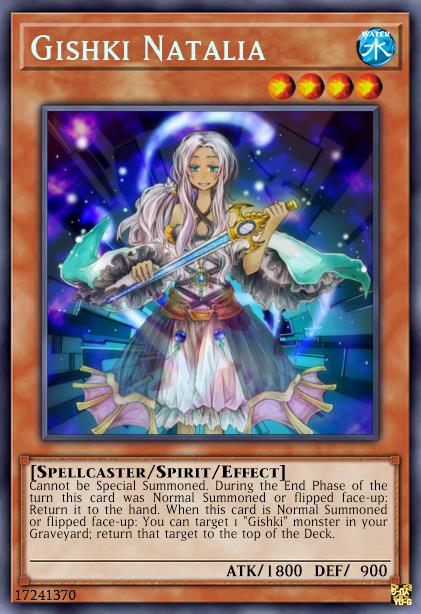 Gishki Natalia
WATER
水
[Spellcaster/Spirit/Effect]
Cannot be Special Summoned. During the End Phase of the
turn this card was Normal Summoned or flipped face-up:
Return it to the hand. When this card is Normal Summoned
or flipped face-up: You can target 1 "Gishki" monster in your
Graveyard; return that target to the top of the Deck.
ATK/1800 DEF/ 900
17241370